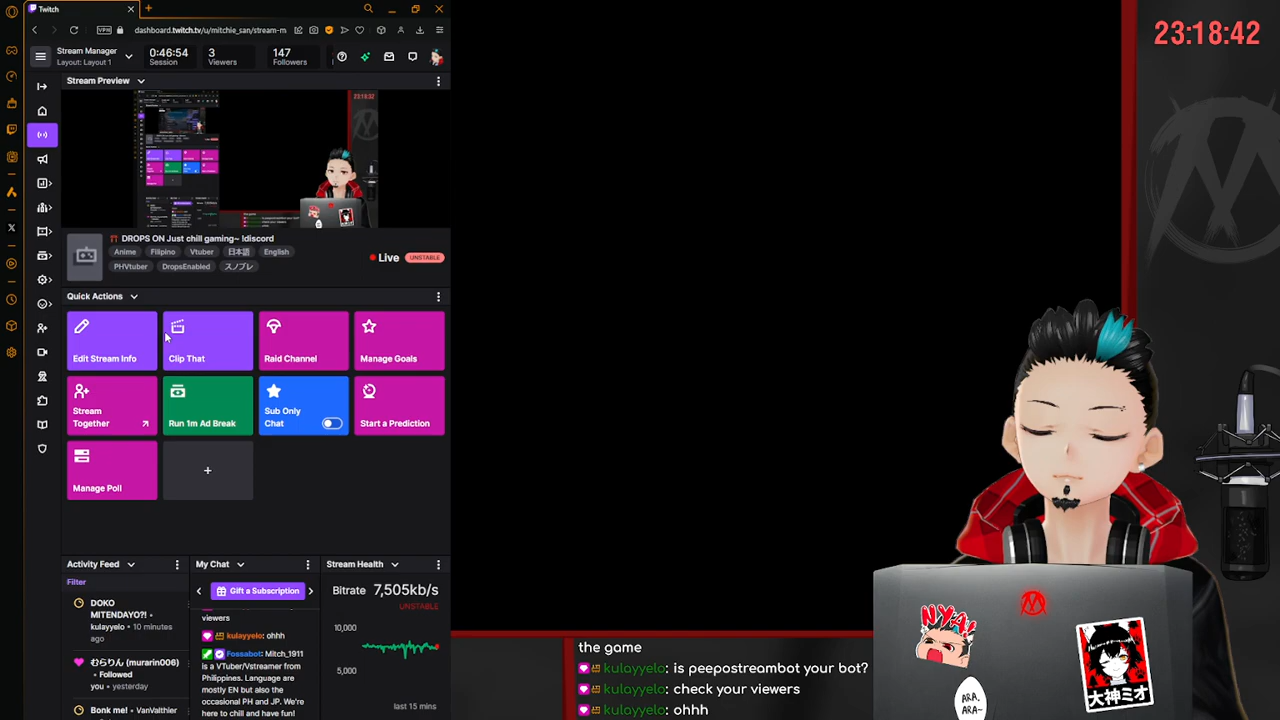 Twitch
VPN
dashboard.twitch.tv/u/mitchie_san/stream-m
23:18:42
Stream Manager
Layout: Layout 1
0:46:54
Session
3
Viewers
147
Followers
Stream Preview
23:18:42
DROPS ON Just chill gaming~ !discord
Anime
Filipino
Vtuber
日本語
English
PHVtuber
DropsEnabled
スノブレ
Live
UNSTABLE
Quick Actions
Edit Stream Info
Clip That
Raid Channel
Manage Goals
Stream
Together
Run 1m Ad Break
Sub Only
Chat
Start a Prediction
Manage Poll
+
Activity Feed
Filter
DOKO
MITENDAYO?! •
kulayyelo • 10 minutes
ago
むらりん (murarin006)
• Followed
you • yesterday
Bonk me! • VanValthier
My Chat
Gift a Subscription
viewers
kulayyelo: ohhh
Fossabot: Mitch_1911
is a VTuber/Vstreamer from
Philippines. Language are
mostly EN but also the
occasional PH and JP. We're
here to chill and have fun!
Stream Health
Bitrate 7,505kb/s
UNSTABLE
10,000
5,000
last 15 mins
the game
kulayyelo: is peepostreambot your bot?
kulayyelo: check your viewers
kulayyelo: ohhh
NYA!
ARA,
ARA~
大神ミオ